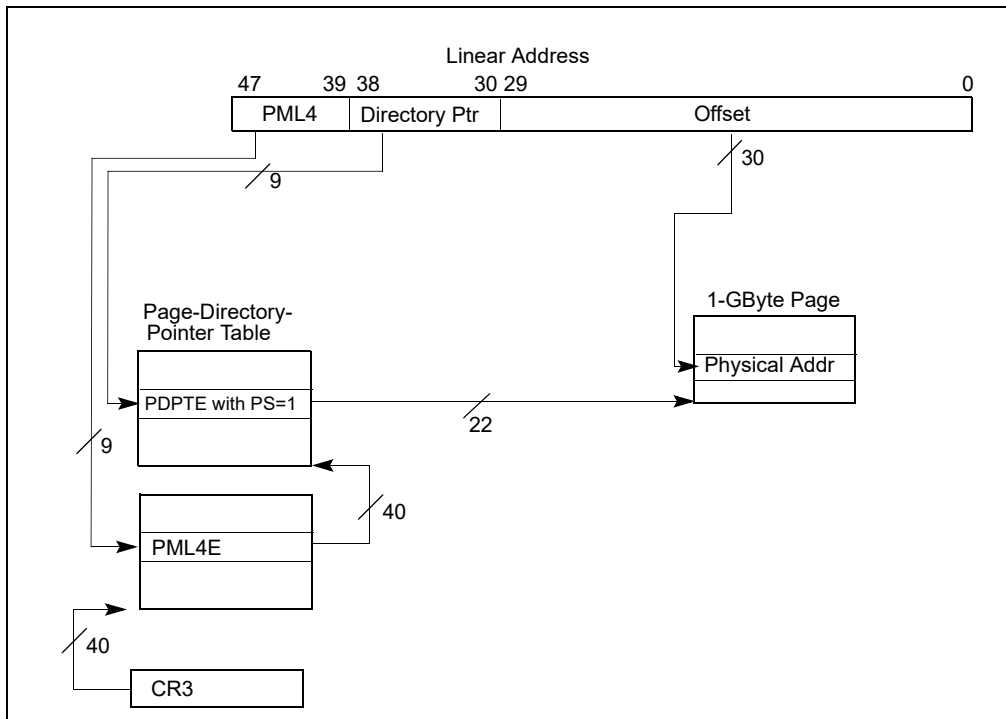 Linear Address
47 39 38 30 29 0
PML4 Directory Ptr Offset
9 30
1-GByte Page
Page-Directory-
Pointer Table
Physical Addr
PDPTE with PS=1
22
9
40
PML4E
40
CR3